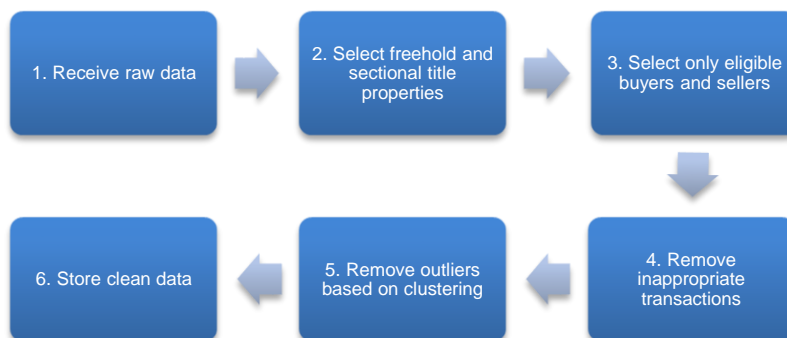 1. Receive raw data
2. Select freehold and
sectional title
properties
3. Select only eligible
buyers and sellers
4. Remove
inappropriate
transactions
5. Remove outliers
based on clustering
6. Store clean data